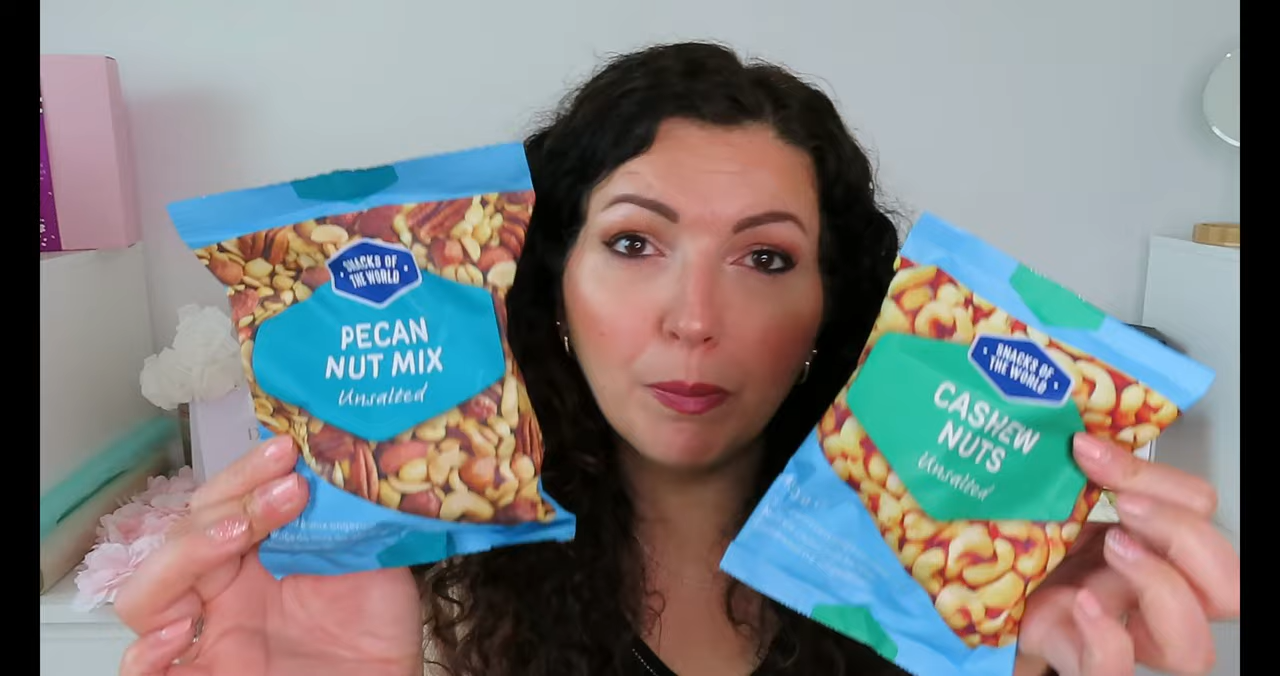 SNACKS OF
THE WORLD
PECAN
NUT MIX
Unsalted
SNACKS OF
THE WORLD
CASHEW
NUTS
Unsalted